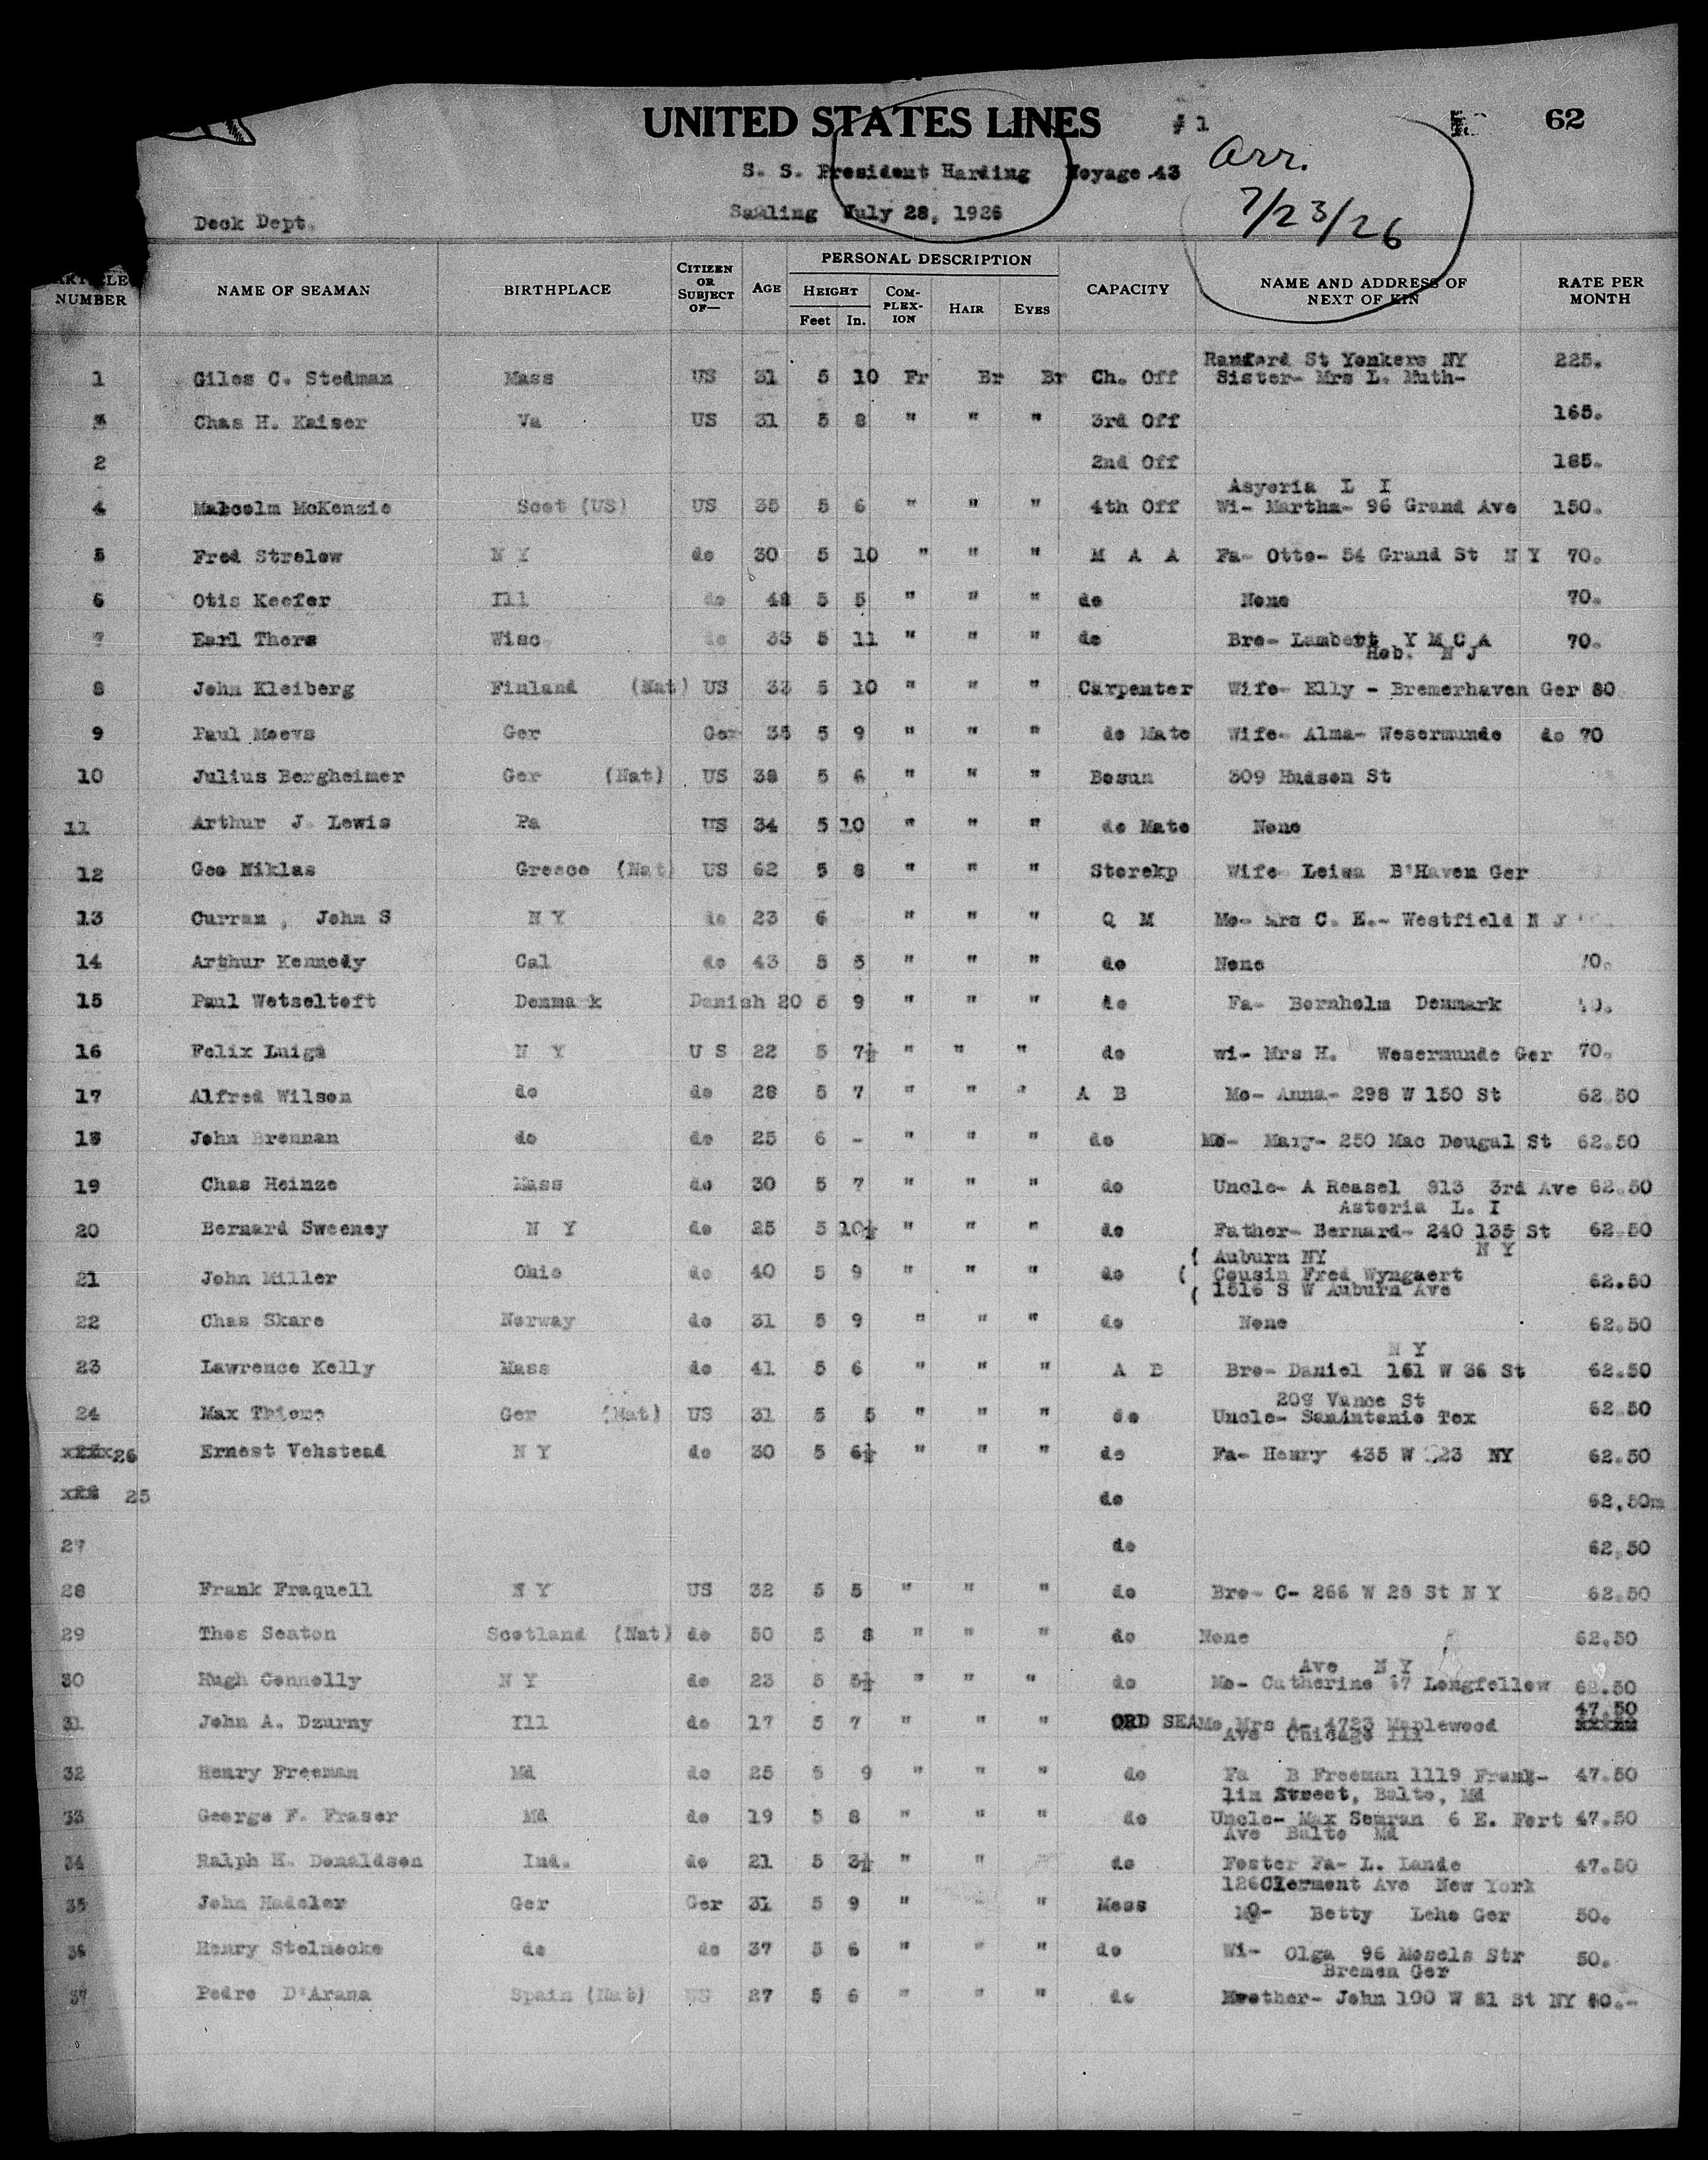 UNITED STATES LINES # 1 62
S. S. President Harding Voyage 43 Arr.
7/23/26
Sailing July 28, 1926
Deck Dept.
PERSONAL DESCRIPTION
ARTICLE NUMBER NAME OF SEAMAN BIRTHPLACE CITIZEN OR SUBJECT OF— AGE HEIGHT Feet In. COM-PLEX-ION HAIR EYES CAPACITY NAME AND ADDRESS OF NEXT OF KIN RATE PER MONTH
Ramford St Yonkers NY 225.
1 Giles C. Stedman Mass US 31 5 10 Fr Br Br Ch. Off Sister- Mrs L. Muth-
3 Chas H. Kaiser Va US 31 5 8 " " " 3rd Off 165.
2 2nd Off 185.
Asyoria L I
4 Malcolm McKenzie Scot (US) US 35 5 6 " " " 4th Off Wi- Martha- 96 Grand Ave 150.
5 Fred Strelow N Y do 30 5 10 " " " M A A Fa- Otto- 54 Grand St N Y 70.
6 Otis Keefer Ill do 48 5 5 " " " do None 70.
7 Earl Thors Wisc do 35 5 11 " " " do Bro- Lambert Y M C A 70.
Hob. N J
8 John Kleiberg Finland (Nat) US 33 5 10 " " " Carpenter Wife- Elly - Bremerhaven Ger 80
9 Paul Meevs Ger Ger 35 5 9 " " " do Mate Wife- Alma- Wesermunde do 70
10 Julius Bergheimer Ger (Nat) US 38 5 6 " " " Bosun 309 Hudson St
11 Arthur J. Lewis Pa US 34 5 10 " " " do Mate None
12 Geo Niklas Greece (Nat) US 62 5 8 " " " Storekp Wife Loisa B'Haven Ger
13 Curran , John S N Y do 23 6 " " " Q M Mo- Mrs C. E.- Westfield N J
14 Arthur Kennedy Cal do 43 5 5 " " " do None 70.
15 Paul Wetseltoft Denmark Danish 20 5 9 " " " do Fa- Bornholm Denmark
16 Felix Luiga N Y U S 22 5 7½ " " " do wi- Mrs H. Wesermunde Ger 70.
17 Alfred Wilson do do 28 5 7 " " " A B Mo- Anna- 298 W 150 St 62.50
18 John Brennan do do 25 6 - " " " do Mo- Mary- 250 Mac Dougal St 62.50
19 Chas Heinze Mass do 30 5 7 " " " do Uncle- A Reasel 813 3rd Ave 62.50
Astoria L. I
20 Bernard Sweeney N Y do 25 5 10½ " " " do Father- Bernard- 240 135 St 62.50
N Y
( Auburn NY
21 John Miller Ohio do 40 5 9 " " " do ( Cousin Fred Wyngaert 62.50
( 1516 S W Auburn Ave
22 Chas Skare Norway do 31 5 9 " " " do None 62.50
N Y
23 Lawrence Kelly Mass do 41 5 6 " " " A B Bro- Daniel 161 W 36 St 62.50
209 Vance St
24 Max Thiome Ger (Nat) US 31 5 5 " " " do Uncle- SanAntonio Tex 62.50
xxxx26 Ernest Vehstead N Y do 30 5 6½ " " " do Fa- Henry 435 W 23 NY 62.50
xxx 25 do 62.50m
27 do 62.50
28 Frank Fraquell N Y US 32 5 5 " " " do Bro- C- 266 W 28 St N Y 62.50
29 Thos Seaton Scotland (Nat) do 50 5 8 " " " do None 62.50
Ave N Y
30 Hugh Connolly N Y do 23 5 5½ " " " do Mo- Catherine 67 Longfellow 62.50
31 John A. Dzurny Ill do 17 5 7 " " " ORD SEA Mo Mrs A- 4723 Maplewood 47.50
Ave Chicago Ill
32 Henry Freeman Md do 25 5 9 " " " do Fa B Freeman 1119 Frank- 47.50
lin Street, Balto, Md
33 George F. Fraser Md do 19 5 8 " " do Uncle- Max Semran 6 E. Fort 47.50
Ave Balto Md
34 Ralph H. Donaldson Ind. do 21 5 3½ " " do Foster Fa- L. Lande 47.50
126Clermont Ave New York
35 John Hadeler Ger Ger 31 5 9 " " Mess Mo- Betty Lehe Ger 50.
36 Henry Stelmecke do do 37 5 6 " " " do Wi- Olga 96 Mosels Str 50.
Bremen Ger
37 Pedro D'Arana Spain (Nat) US 27 5 6 " " " do Brother- John 100 W 81 St NY 50.-